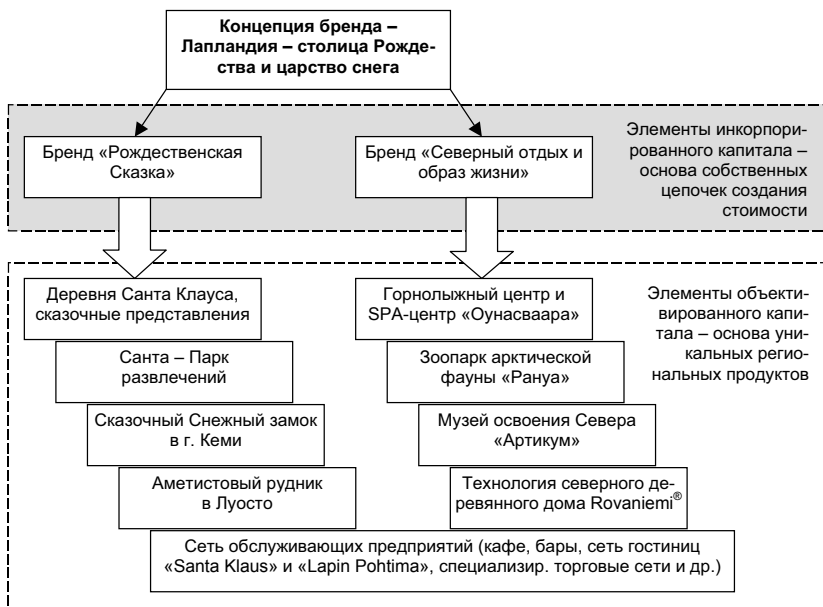 Концепция бренда –
Лапландия – столица Рожде-
ства и царство снега
Бренд «Рождественская
Сказка»
Бренд «Северный отдых и
образ жизни»
Элементы инкорпори-
рованного капитала –
основа собственных
цепочек создания
стоимости
Деревня Санта Клауса,
сказочные представления
Горнолыжный центр и
SPA-центр «Оунасваара»
Элементы объекти-
вированного капи-
тала – основа уни-
кальных регио-
нальных продуктов
Санта – Парк
развлечений
Зоопарк арктической
фауны «Рануа»
Сказочный Снежный замок
в г. Кеми
Музей освоения Севера
«Артикум»
Аметистовый рудник
в Луосто
Технология северного де-
ревянного дома Rovaniemi®
Сеть обслуживающих предприятий (кафе, бары, сеть гостиниц
«Santa Klaus» и «Lapin Pohtima», специализир. торговые сети и др.)